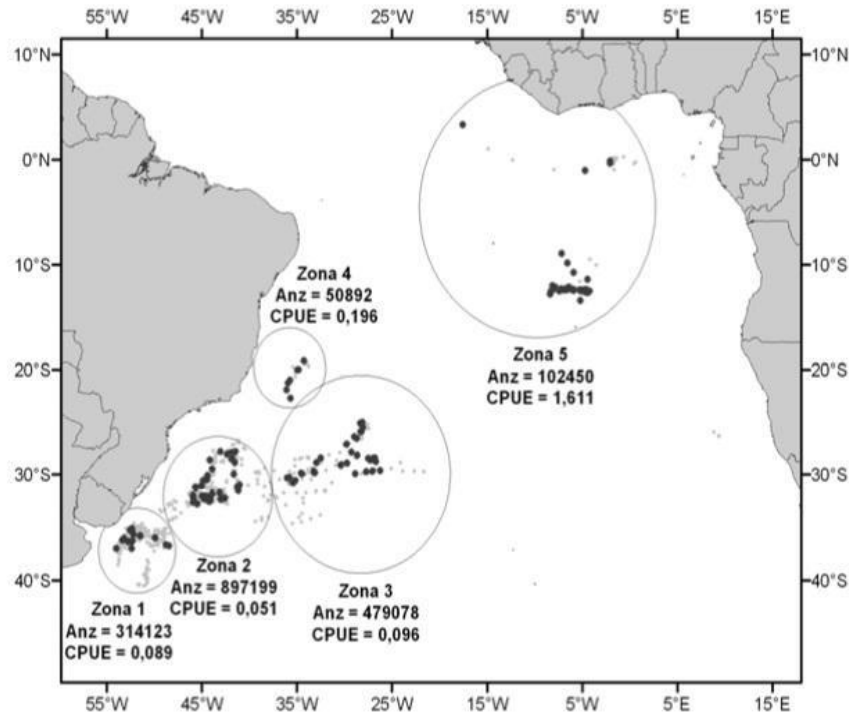 55°W 45°W 35°W 25°W 15°W 5°W 5°E 15°E
10°N 10°N
0°N 0°N
10°S 10°S
Zona 4
Anz = 50892
CPUE = 0,196
20°S 20°S
Zona 5
Anz = 102450
CPUE = 1,611
30°S 30°S
Zona 2
Anz = 897199
CPUE = 0,051
40°S 40°S
Zona 3
Anz = 479078
CPUE = 0,096
Zona 1
Anz = 314123
CPUE = 0,089
55°W 45°W 35°W 25°W 15°W 5°W 5°E 15°E